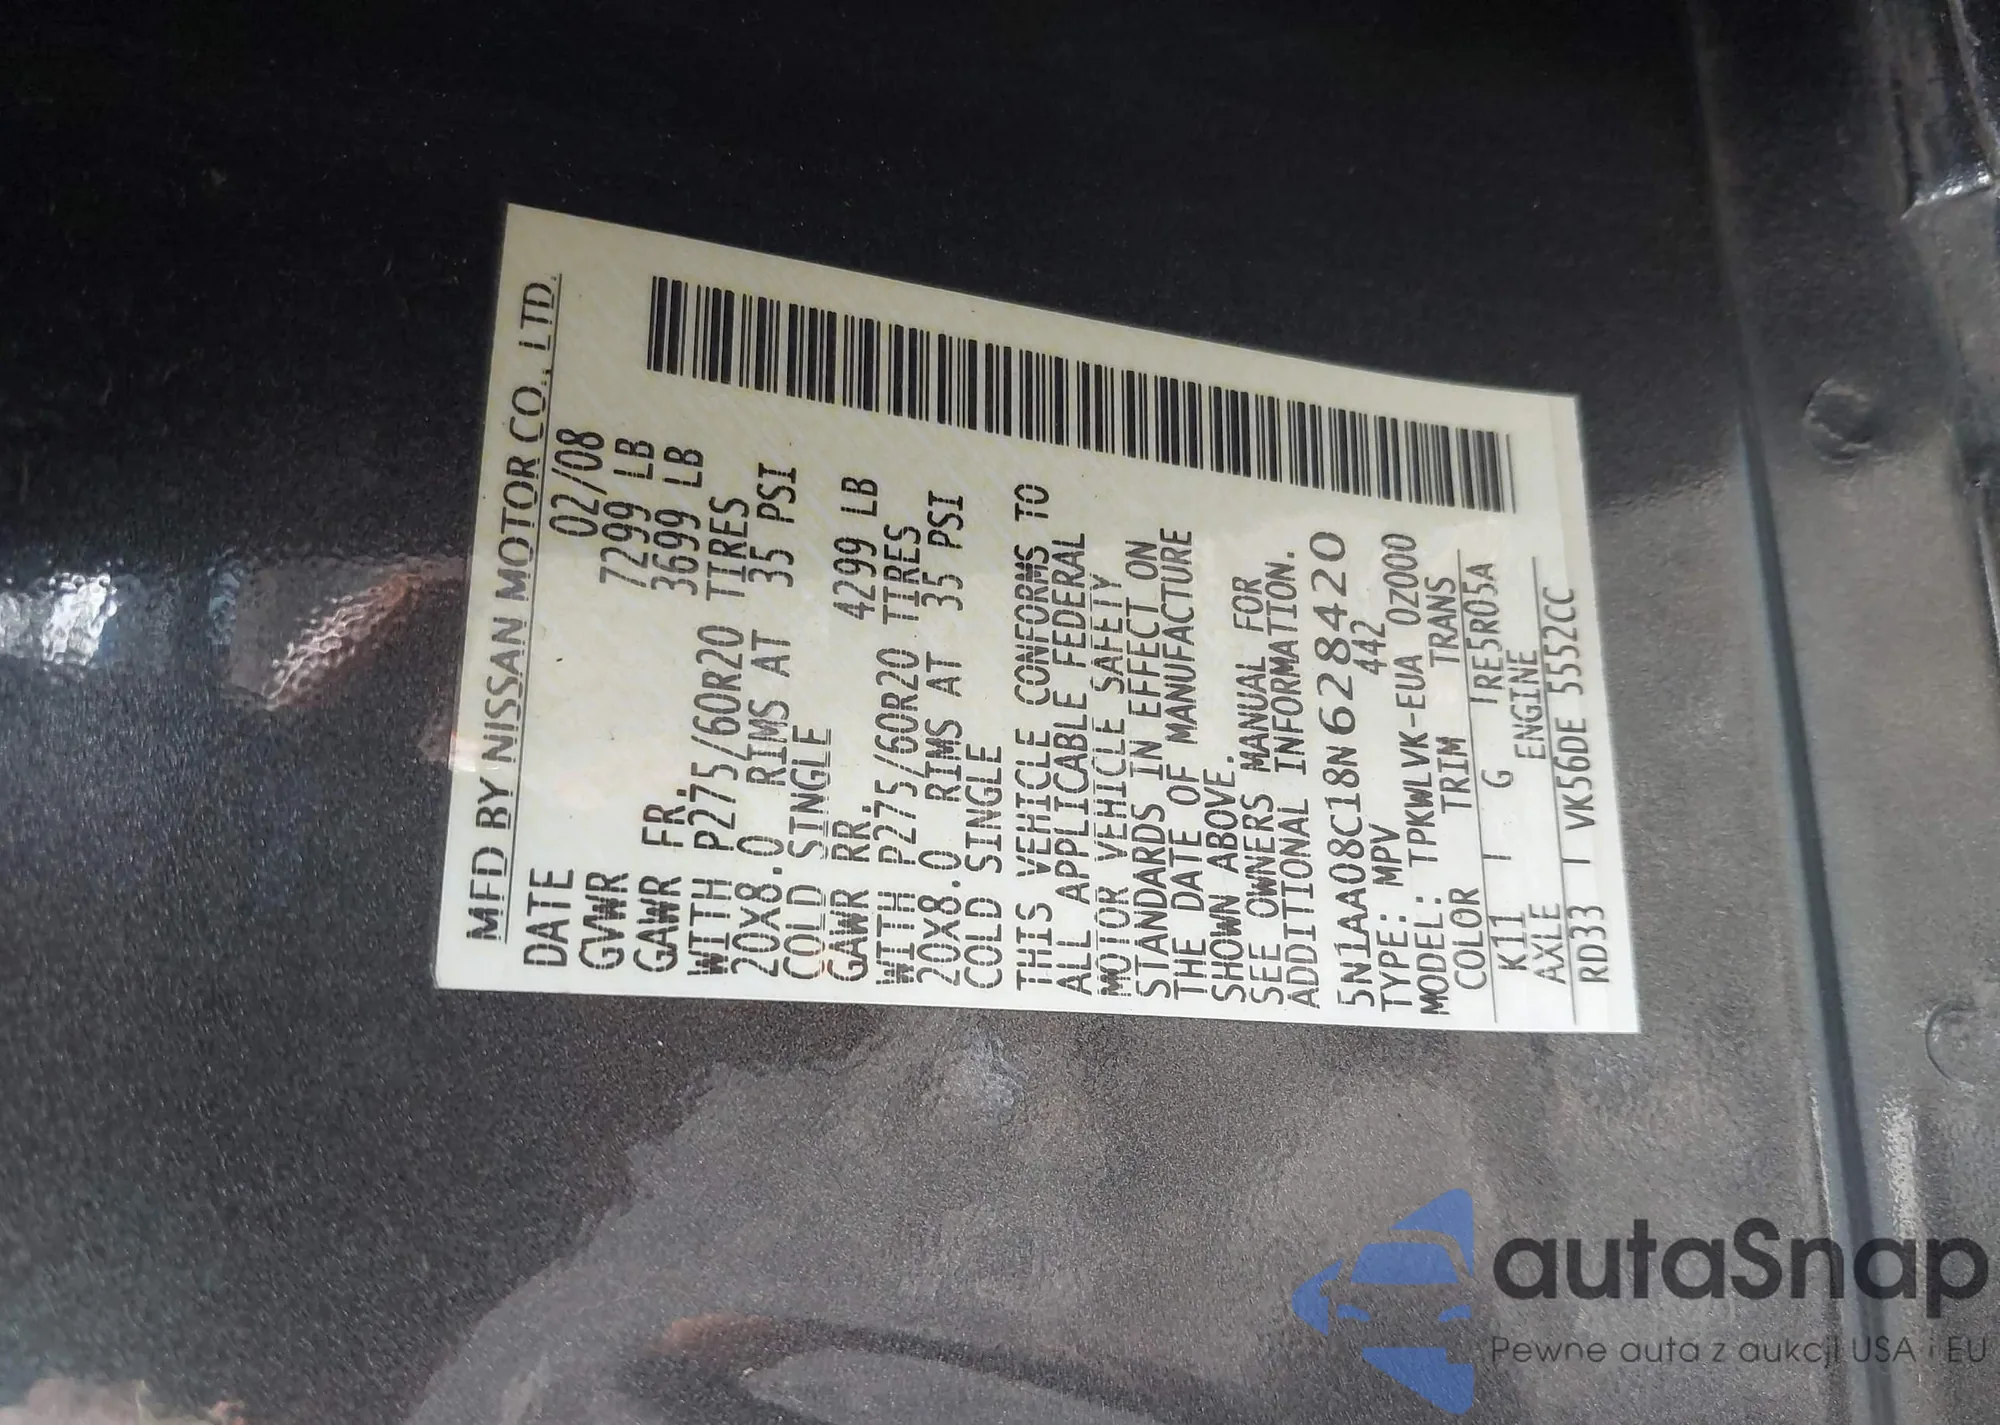 MFD BY NISSAN MOTOR CO., LTD.
DATE 02/08
GVWR 7299 LB
GAWR FR. 3699 LB
WITH P275/60R20 TIRES
20X8.0 RIMS AT 35 PSI
COLD SINGLE
GAWR RR. 4299 LB
WITH P275/60R20 TIRES
20X8.0 RIMS AT 35 PSI
COLD SINGLE
THIS VEHICLE CONFORMS TO
ALL APPLICABLE FEDERAL
MOTOR VEHICLE SAFETY
STANDARDS IN EFFECT ON
THE DATE OF MANUFACTURE
SHOWN ABOVE.
SEE OWNERS MANUAL FOR
ADDITIONAL INFORMATION.
5N1AA08C18N628420
TYPE: MPV 442
MODEL: TPKWLVK-EUA 0Z000
COLOR TRIM TRANS
K11 G RE5R05A
AXLE ENGINE
RD33 VK56DE 5552CC
autaSnap
Pewne auta z aukcji USA i EU